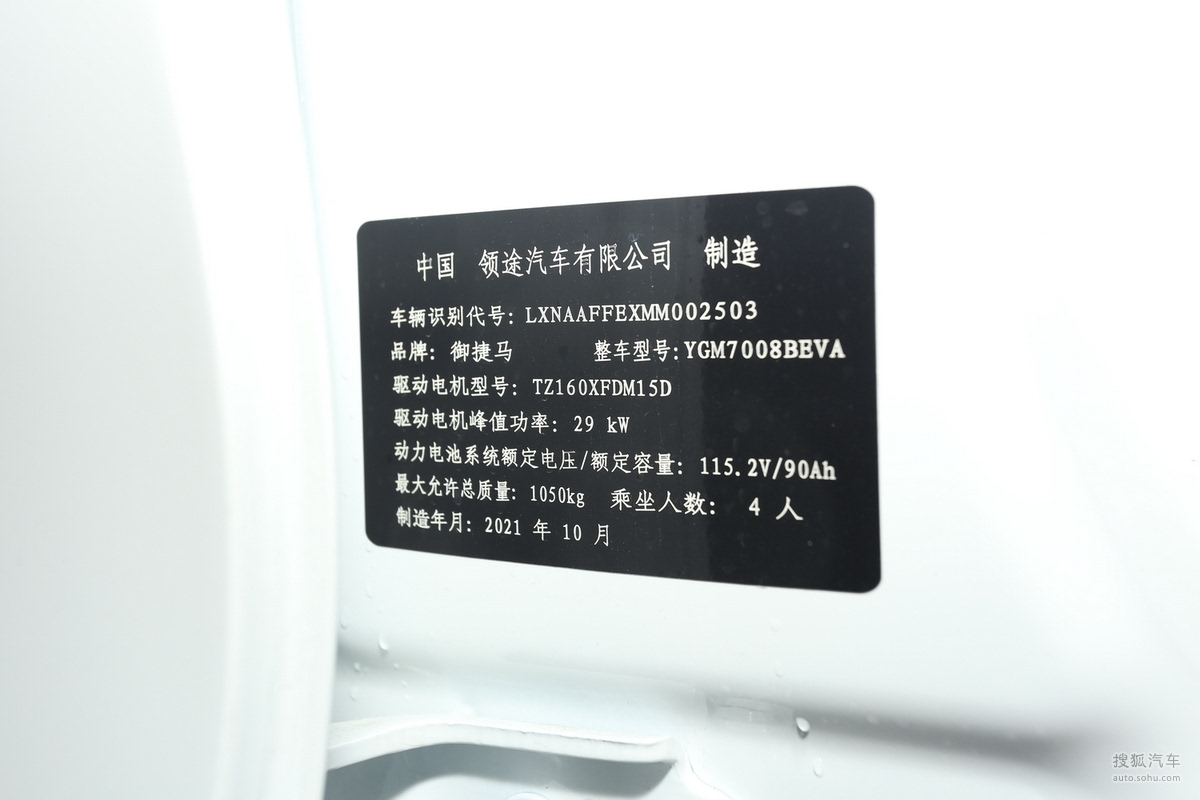 中国 领途汽车有限公司 制造
车辆识别代号: LXNAAFFEXMM002503
品牌: 御捷马 整车型号:YGM7008BEVA
驱动电机型号: TZ160XFDM15D
驱动电机峰值功率: 29 kW
动力电池系统额定电压/额定容量: 115.2V/90Ah
最大允许总质量: 1050kg 乘坐人数: 4 人
制造年月: 2021 年 10 月
搜狐汽车
auto.sohu.com